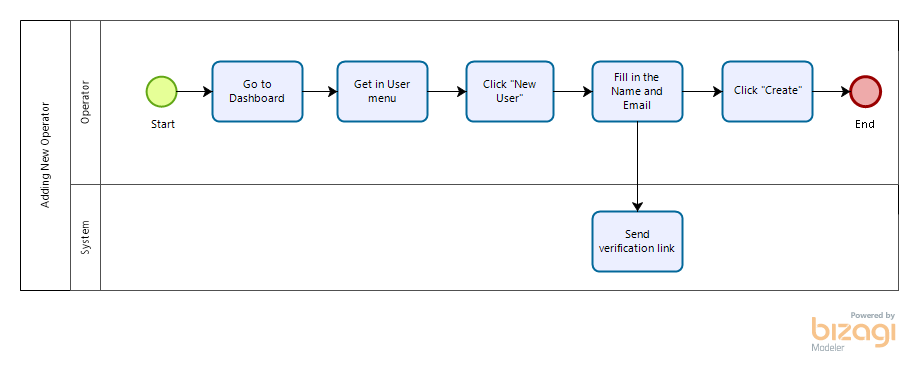 Adding New Operator
Operator
Start
Go to
Dashboard
Get in User
menu
Click "New
User"
Fill in the
Name and
Email
Click "Create"
End
System
Send
verification link
Powered by
bizagi
Modeler